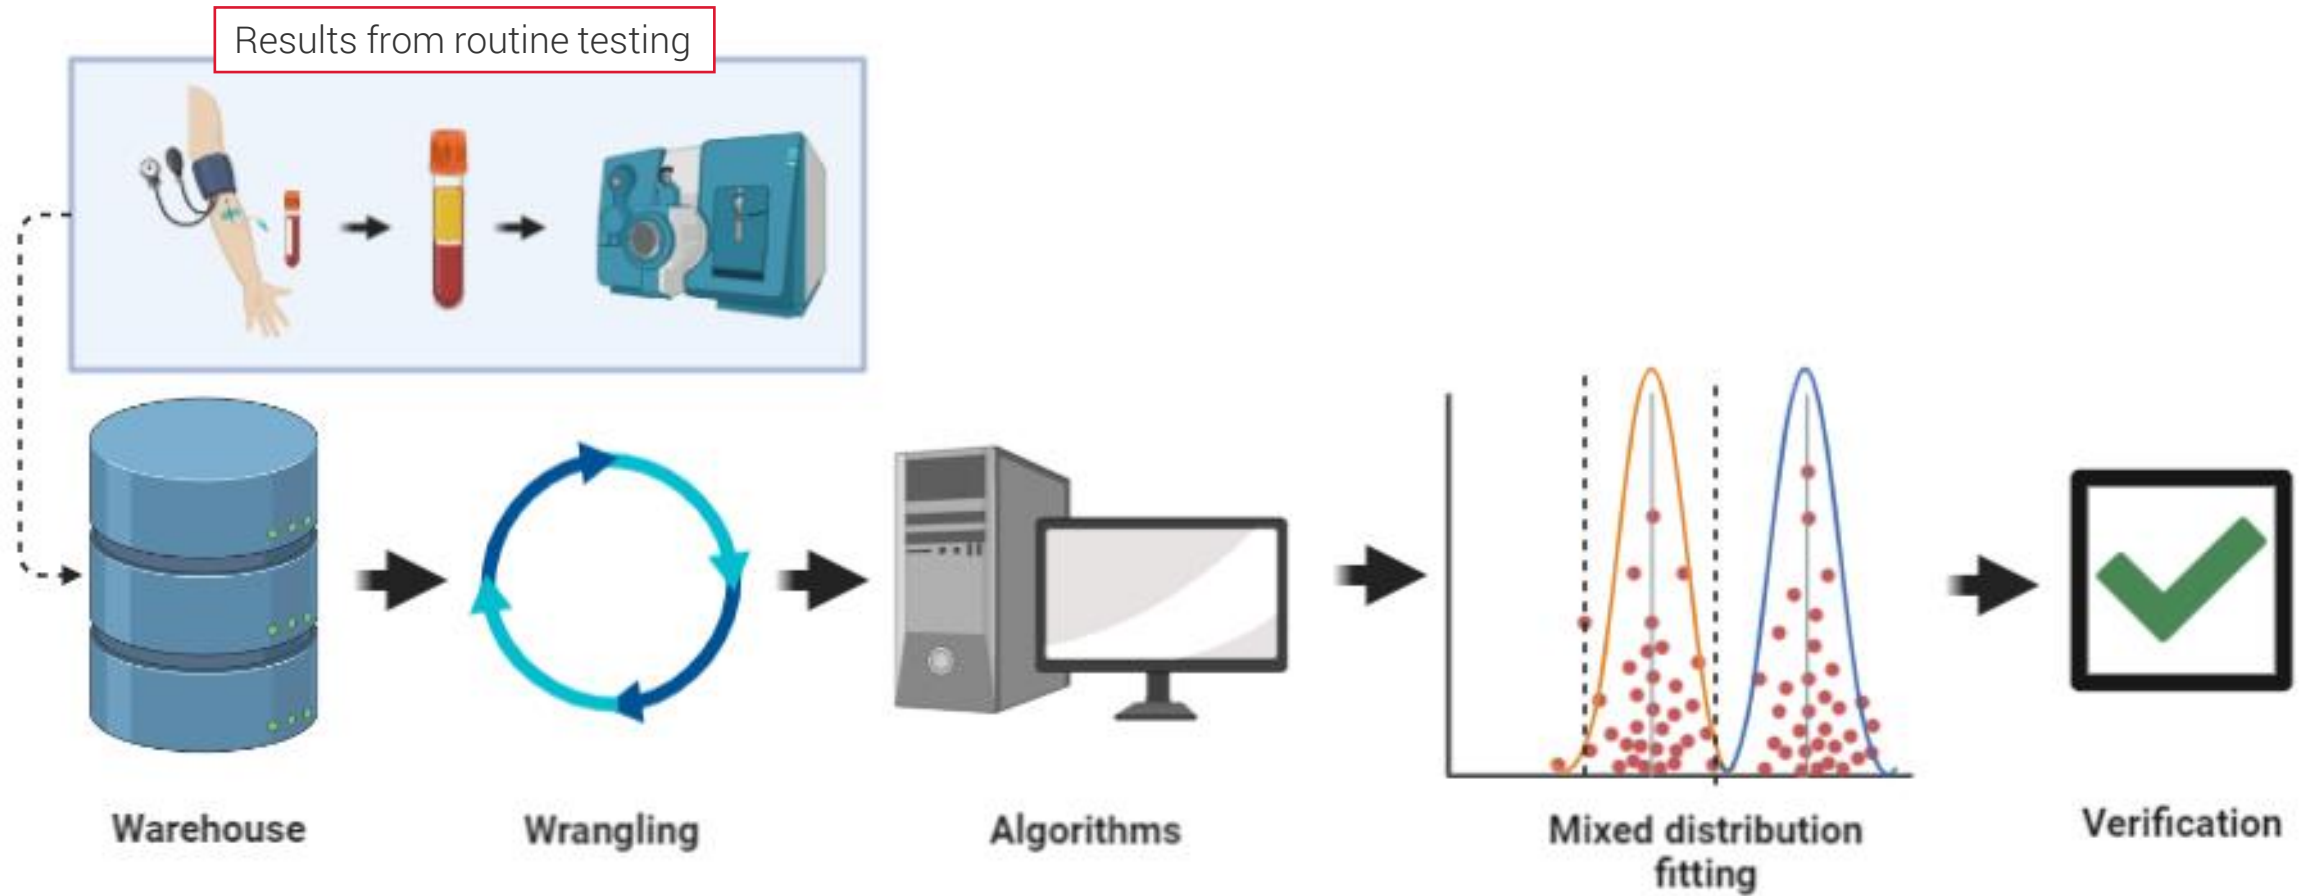 Results from routine testing
Warehouse
Wrangling
Algorithms
Mixed distribution
fitting
Verification